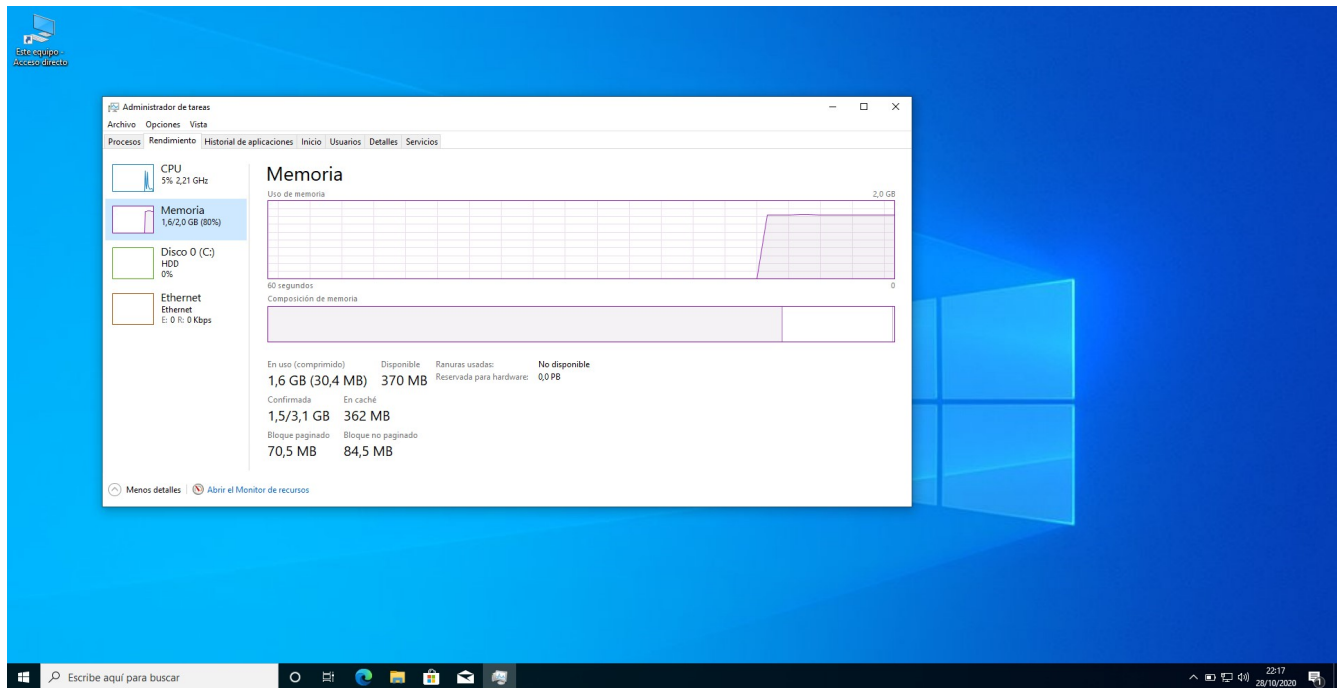 Este equipo -
Acceso directo
Administrador de tareas
Archivo Opciones Vista
Procesos Rendimiento Historial de aplicaciones Inicio Usuarios Detalles Servicios
CPU
5% 2,21 GHz
Memoria
1,6/2,0 GB (80%)
Disco 0 (C:)
HDD
0%
Ethernet
Ethernet
E: 0 R: 0 Kbps
Memoria
Uso de memoria 2,0 GB
60 segundos 0
Composición de memoria
En uso (comprimido) Disponible Ranuras usadas: No disponible
1,6 GB (30,4 MB) 370 MB Reservada para hardware: 0,0 PB
Confirmada En caché
1,5/3,1 GB 362 MB
Bloque paginado Bloque no paginado
70,5 MB 84,5 MB
Menos detalles Abrir el Monitor de recursos
Escribe aquí para buscar
22:17
28/10/2020
1